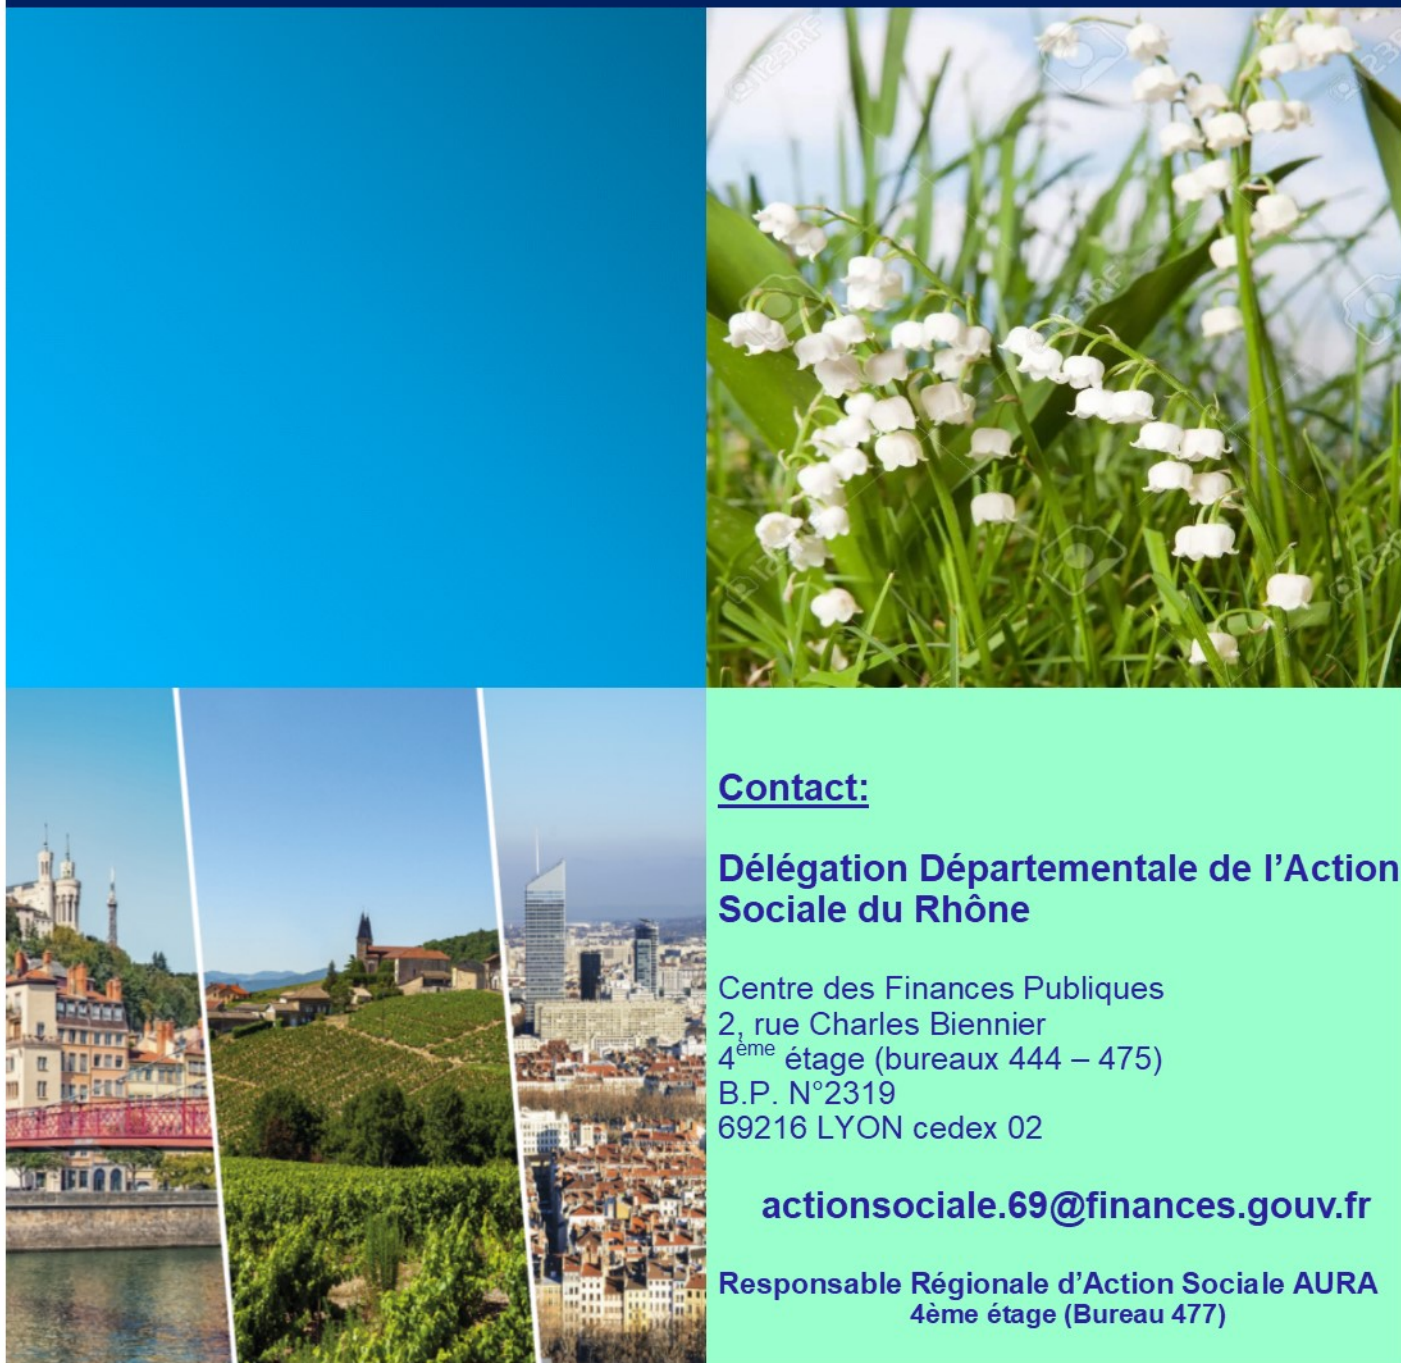 Contact:
Délégation Départementale de l’Action
Sociale du Rhône
Centre des Finances Publiques
2, rue Charles Biennier
4ème étage (bureaux 444 – 475)
B.P. N°2319
69216 LYON cedex 02
actionsociale.69@finances.gouv.fr
Responsable Régionale d’Action Sociale AURA
4ème étage (Bureau 477)